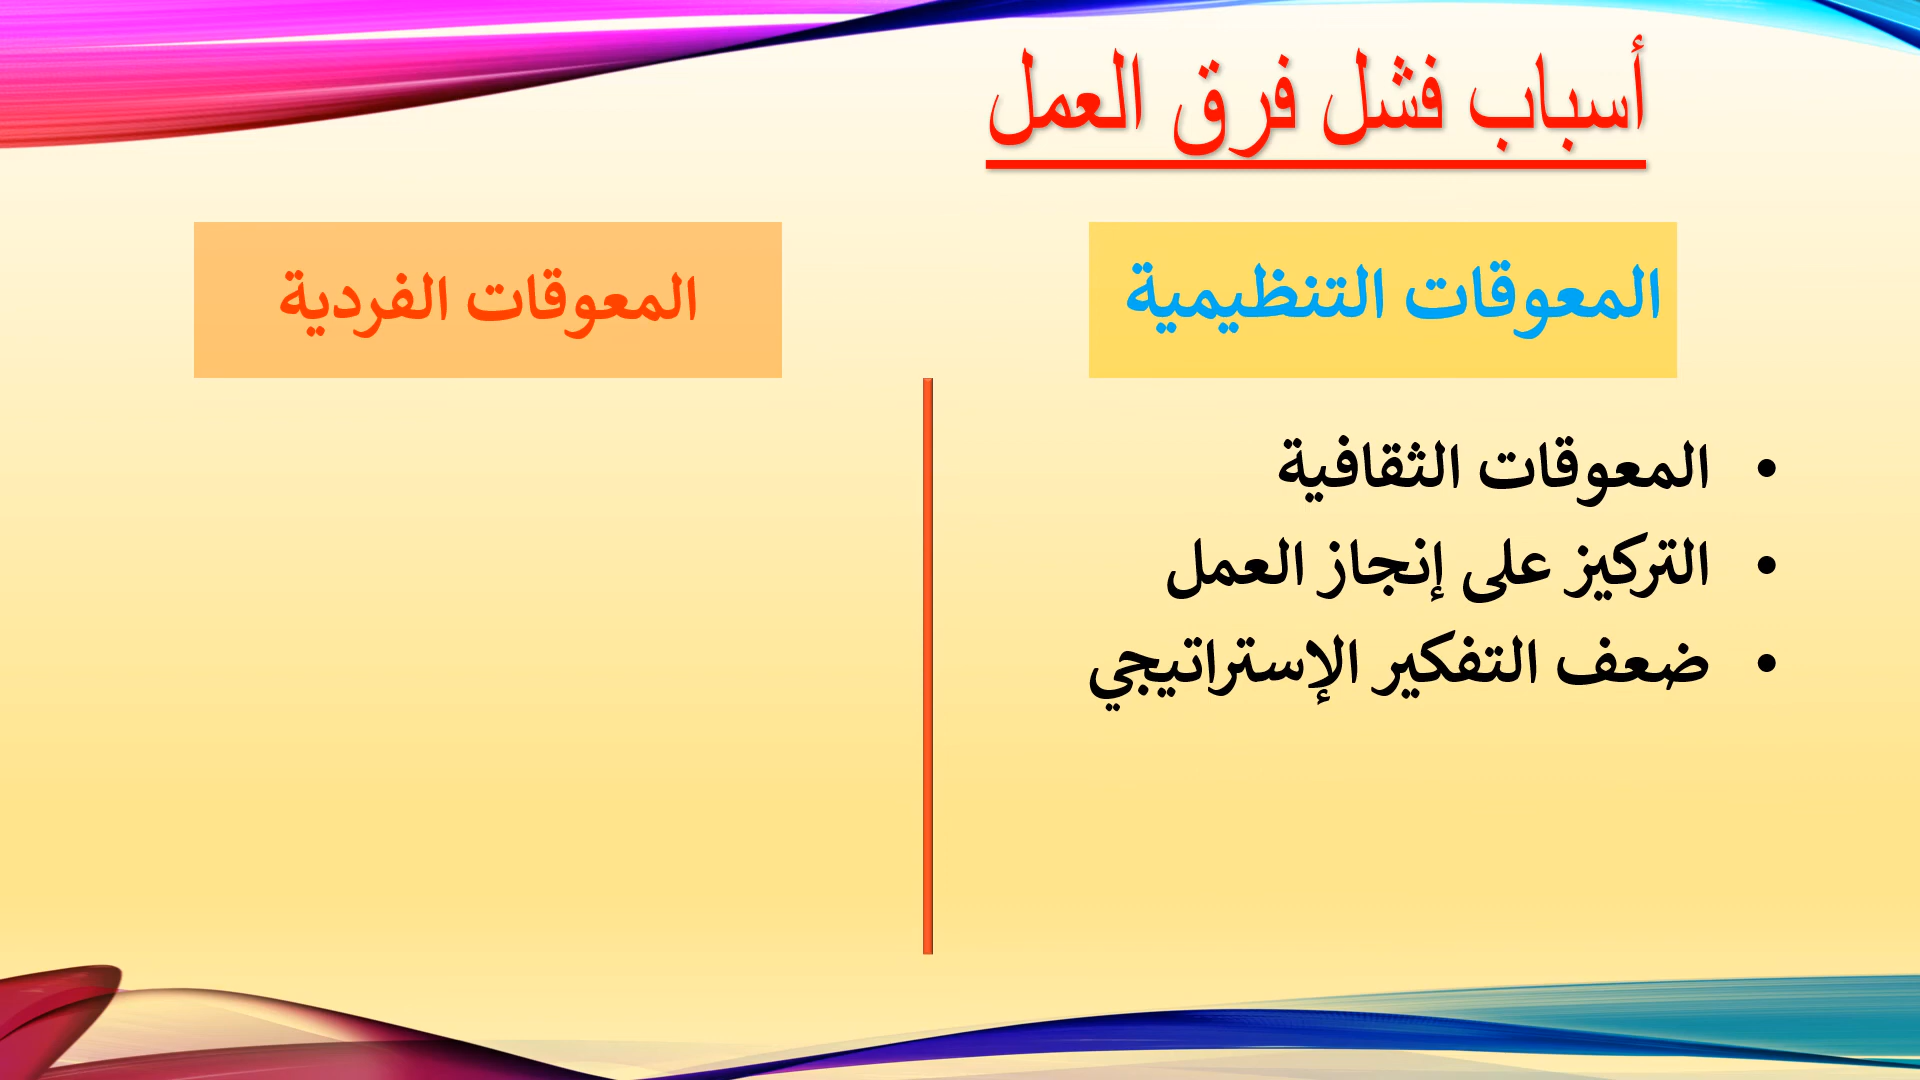 أسباب فشل فرق العمل
المعوقات التنظيمية
• المعوقات الثقافية
• التركيز على إنجاز العمل
• ضعف التفكير الإستراتيجي
المعوقات الفردية